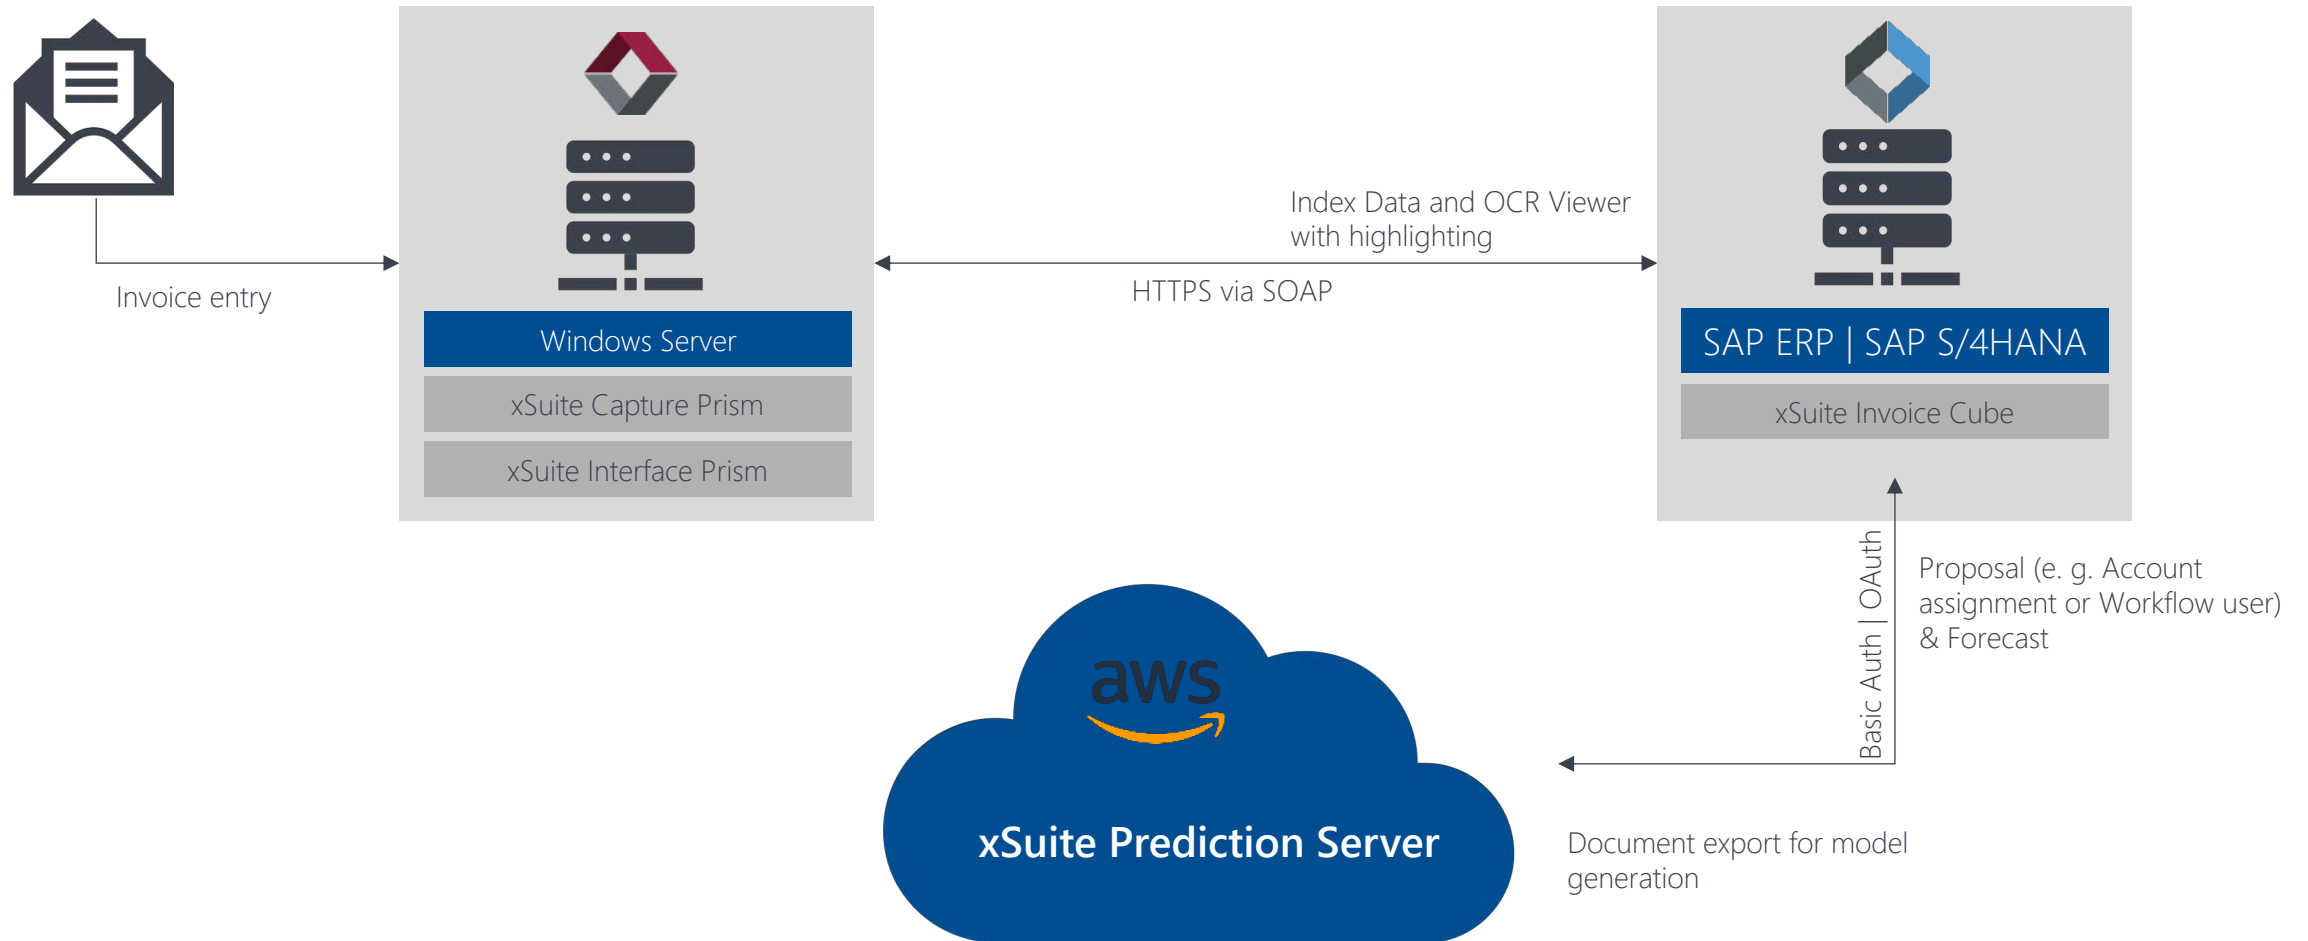 Invoice entry
Windows Server
xSuite Capture Prism
xSuite Interface Prism
Index Data and OCR Viewer
with highlighting
HTTPS via SOAP
SAP ERP | SAP S/4HANA
xSuite Invoice Cube
Basic Auth | OAuth
Proposal (e. g. Account
assignment or Workflow user)
& Forecast
aws
xSuite Prediction Server
Document export for model
generation